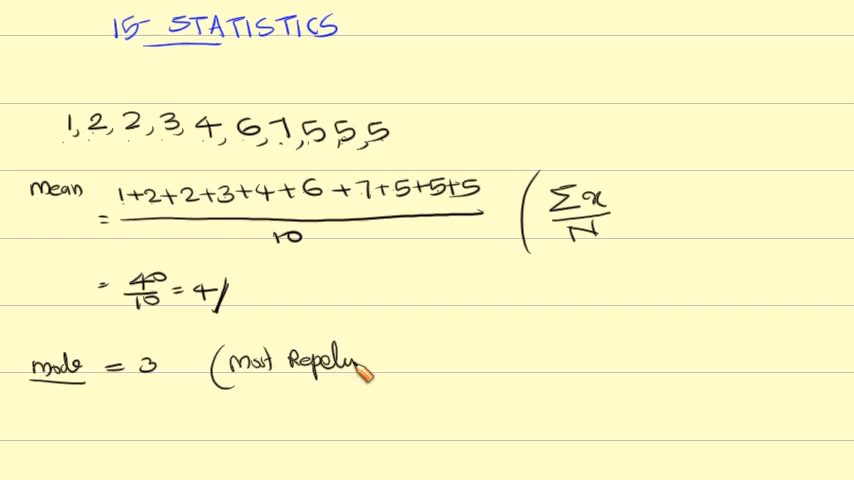 15- STATISTICS
1, 2, 2, 3, 4, 6, 7, 5, 5, 5
mean = 1+2+2+3+4+6+7+5+5+5 / 10 ( Σx / N
= 40/10 = 4/
mode = 3 (Most